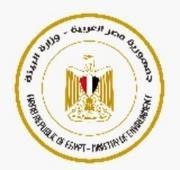 جمهورية مصر العربية - وزارة البيئة
ARAB REPUBLIC OF EGYPT - MINISTRY OF ENVIRONMENT